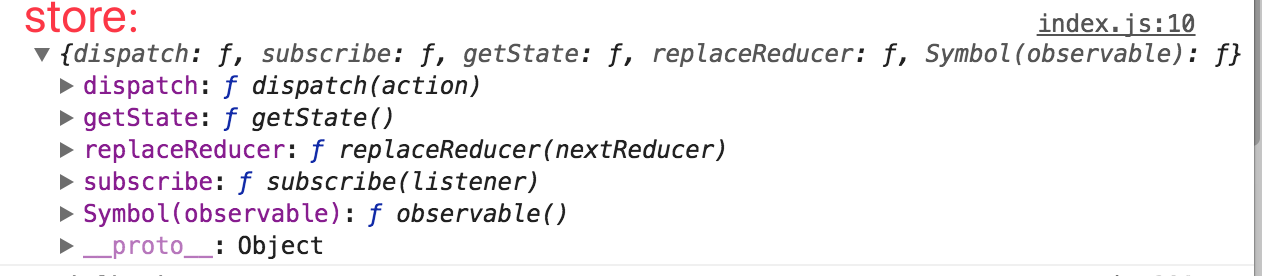 store:
index.js:10
▼ {dispatch: ƒ, subscribe: ƒ, getState: ƒ, replaceReducer: ƒ, Symbol(observable): ƒ}
▶ dispatch: ƒ dispatch(action)
▶ getState: ƒ getState()
▶ replaceReducer: ƒ replaceReducer(nextReducer)
▶ subscribe: ƒ subscribe(listener)
▶ Symbol(observable): ƒ observable()
▶ __proto__: Object